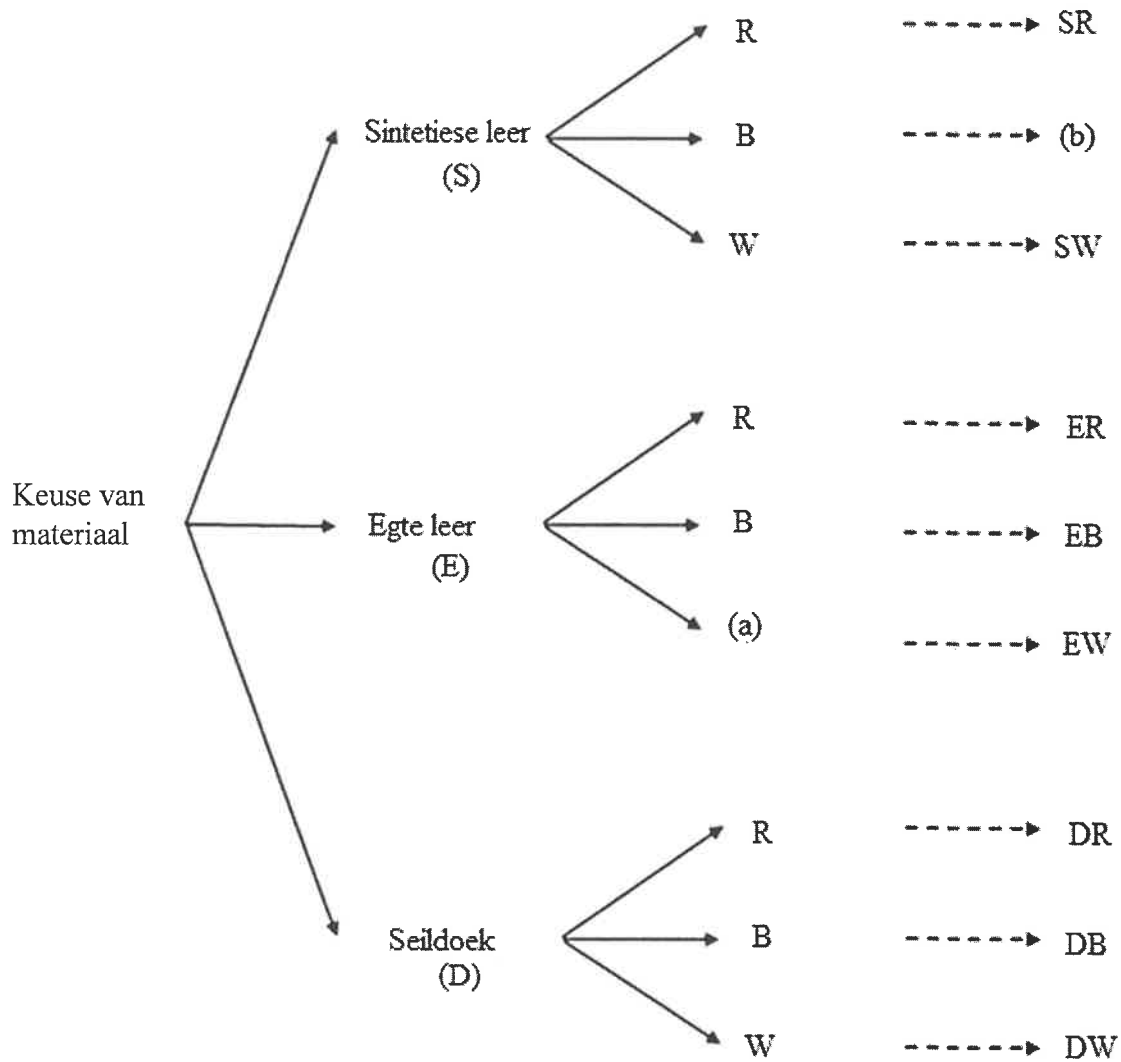 R
SR
Sintetiese leer
(S)
B
(b)
W
SW
Keuse van
materiaal
Egte leer
(E)
R
ER
B
EB
(a)
EW
Seildoek
(D)
R
DR
B
DB
W
DW